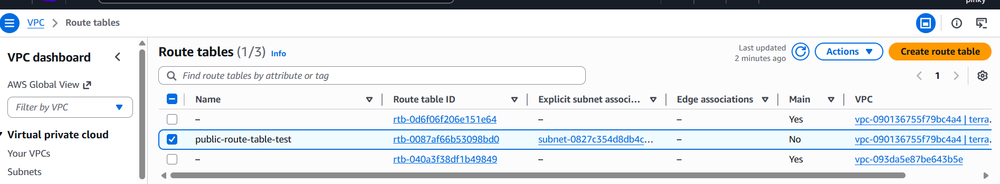 pinky
VPC > Route tables
VPC dashboard
AWS Global View
Filter by VPC
Virtual private cloud
Your VPCs
Subnets
Route tables (1/3) Info
Last updated
2 minutes ago
Actions
Create route table
Find route tables by attribute or tag
1
Name Route table ID Explicit subnet associ... Edge associations Main VPC
– rtb-0d6f06f206e151e64 – – Yes vpc-090136755f79bc4a4 | terra.
public-route-table-test rtb-0087af66b53098bd0 subnet-0827c354d8db4c... – No vpc-090136755f79bc4a4 | terra.
– rtb-040a3f38df1b49849 – – Yes vpc-093da5e87be643b5e